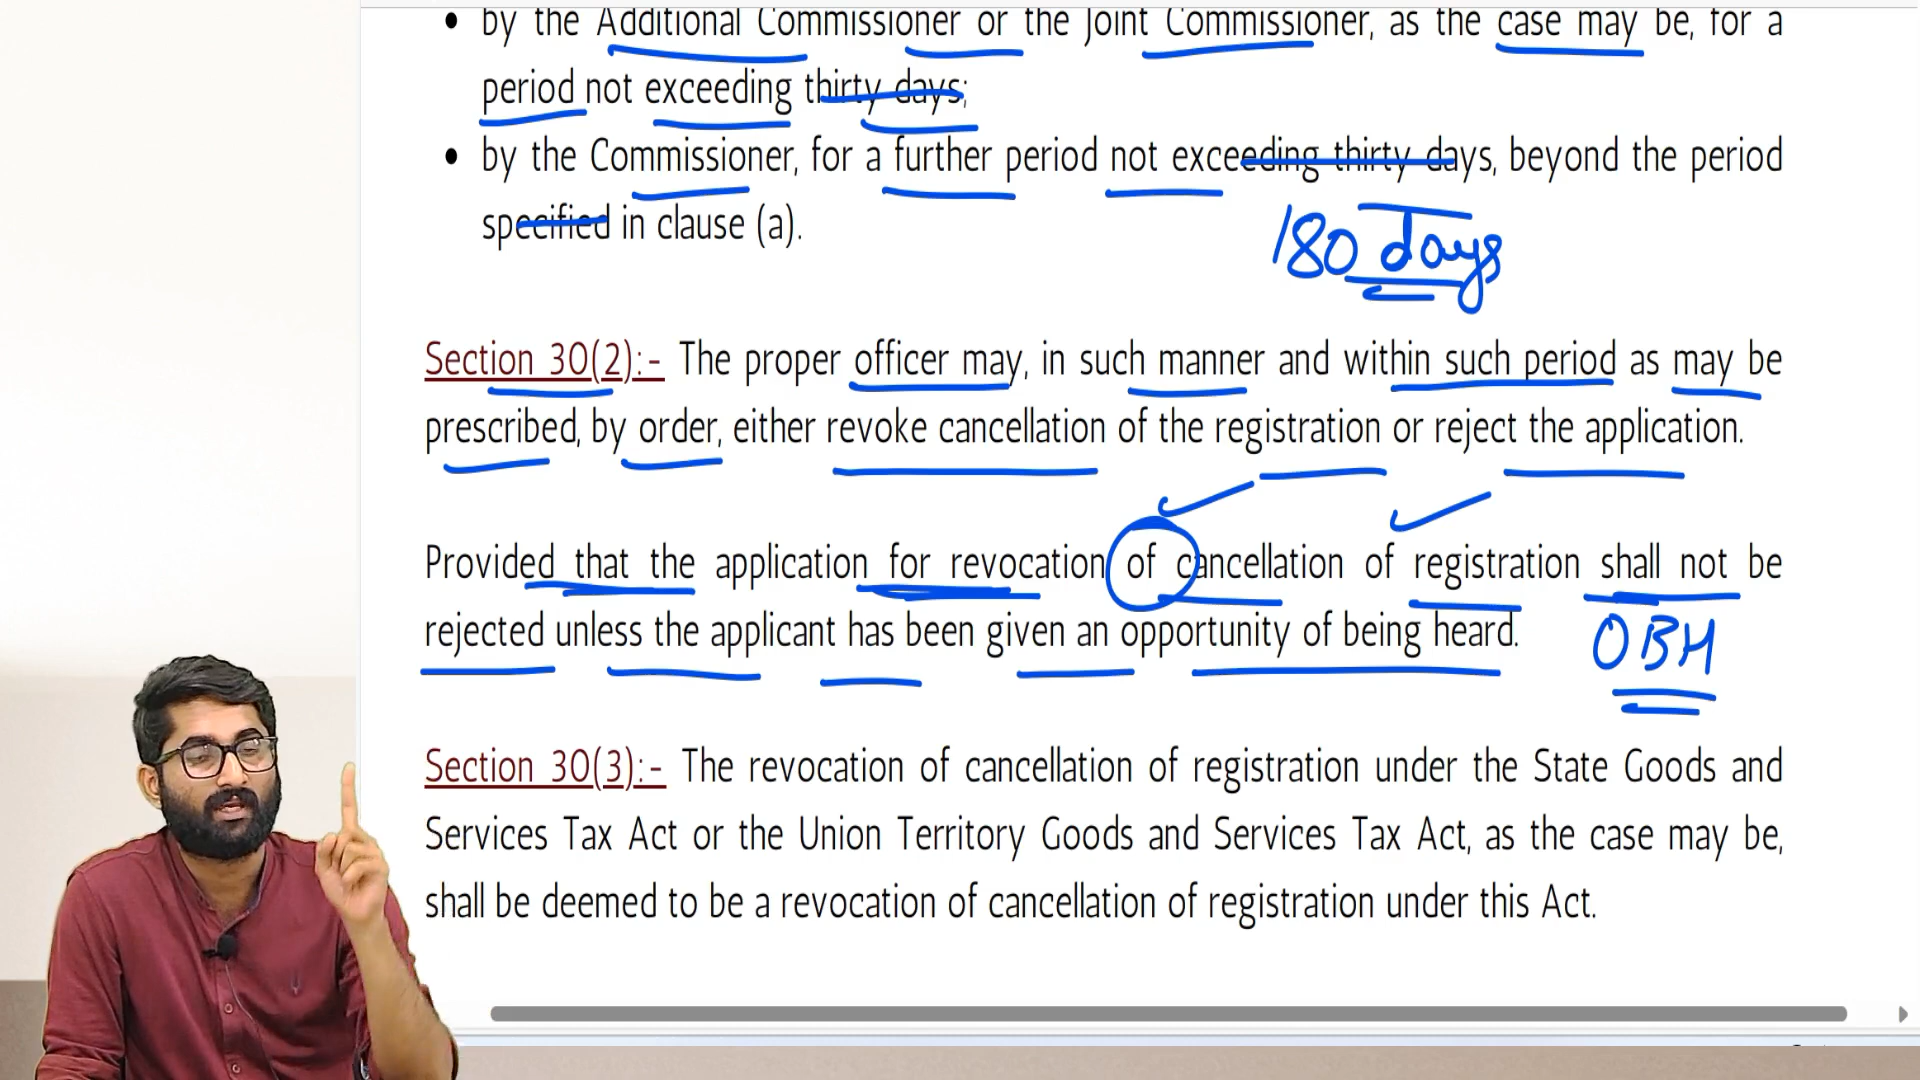 • by the Additional Commissioner or the Joint Commissioner, as the case may be, for a
period not exceeding thirty days;
• by the Commissioner, for a further period not exceeding thirty days, beyond the period
specified in clause (a).
180 days
Section 30(2):- The proper officer may, in such manner and within such period as may be
prescribed, by order, either revoke cancellation of the registration or reject the application.
Provided that the application for revocation of cancellation of registration shall not be
rejected unless the applicant has been given an opportunity of being heard.
OBH
Section 30(3):- The revocation of cancellation of registration under the State Goods and
Services Tax Act or the Union Territory Goods and Services Tax Act, as the case may be,
shall be deemed to be a revocation of cancellation of registration under this Act.